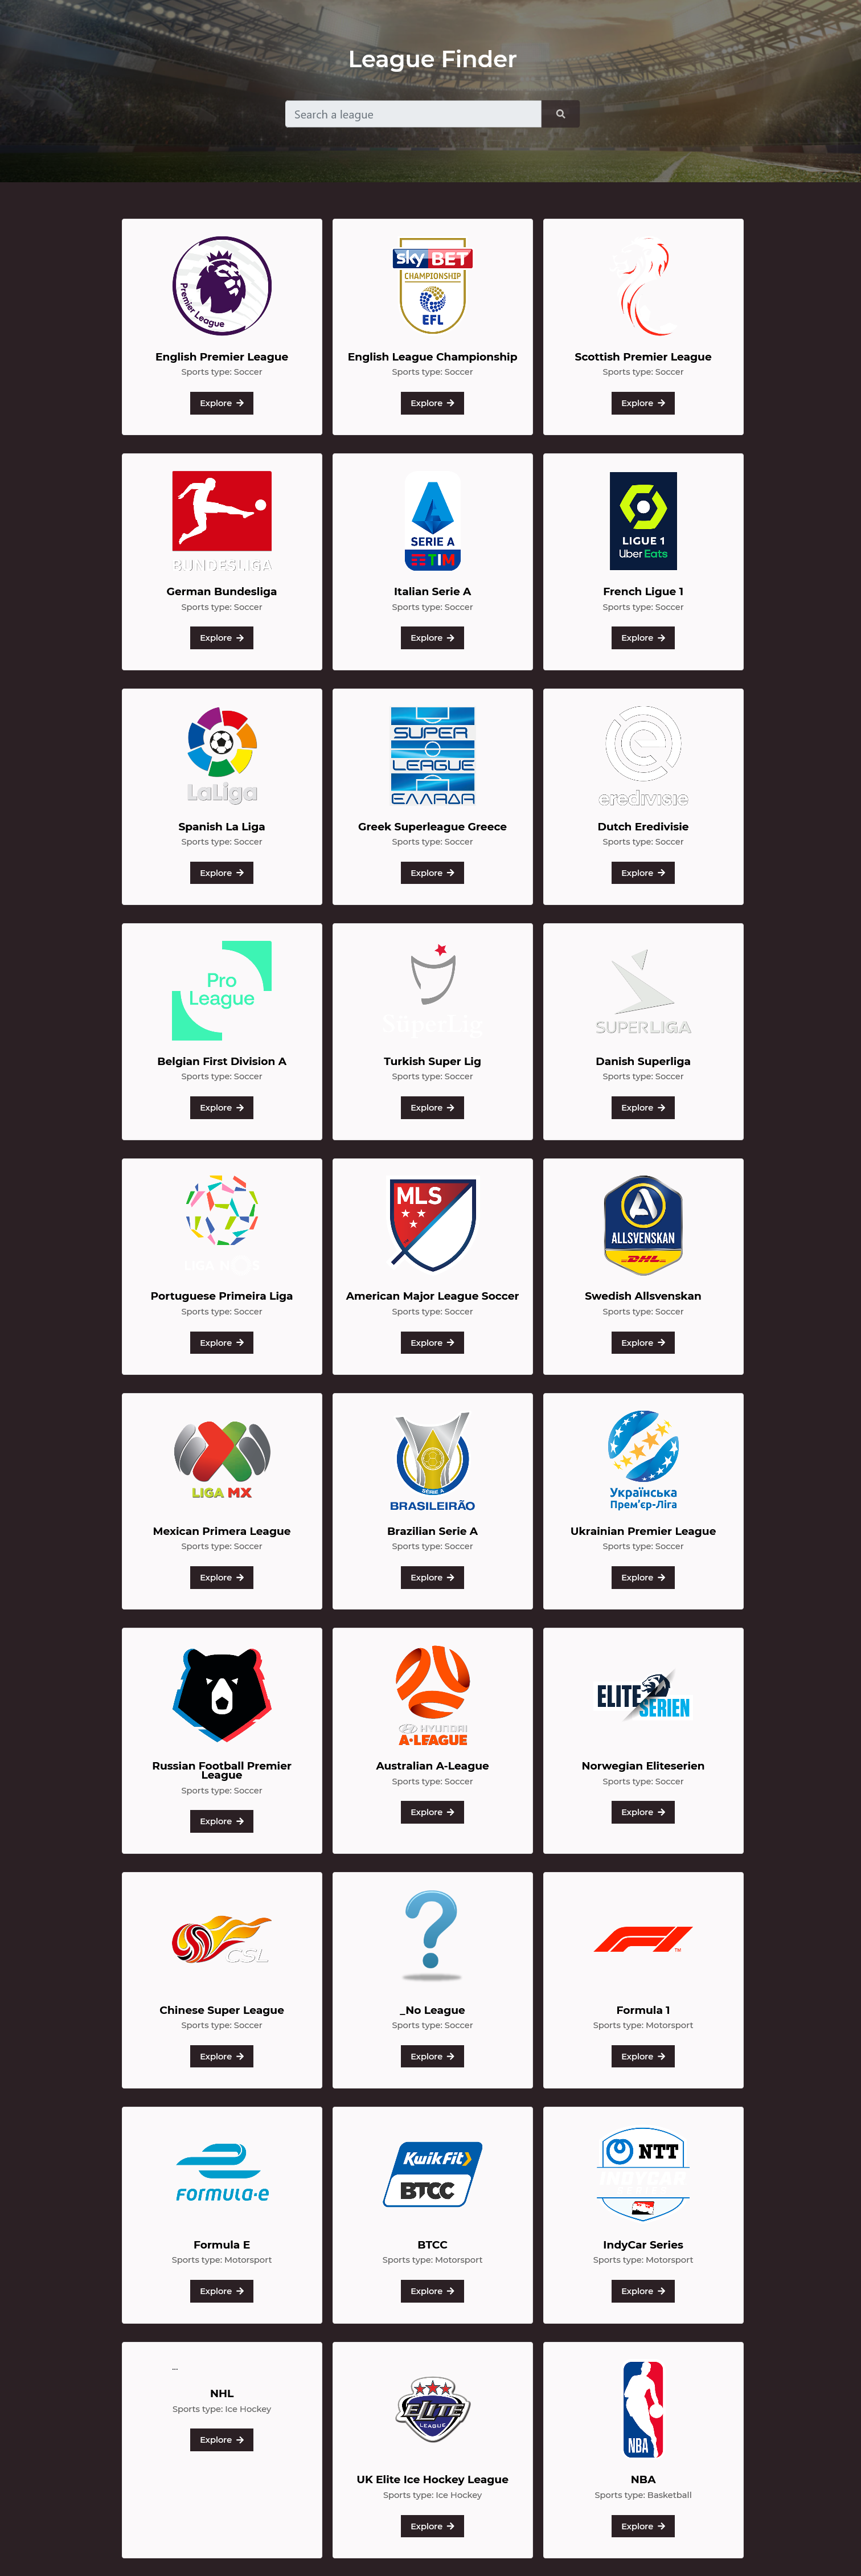 League Finder
Search a league
Premier League
sky BET
CHAMPIONSHIP
EFL
English Premier League
English League Championship
Scottish Premier League
Sports type: Soccer
Sports type: Soccer
Sports type: Soccer
Explore
Explore
Explore
BUNDESLIGA
SERIE A
TIM
LIGUE 1
Uber Eats
German Bundesliga
Italian Serie A
French Ligue 1
Sports type: Soccer
Sports type: Soccer
Sports type: Soccer
Explore
Explore
Explore
LaLiga
SUPER
LEAGUE
ΕΛΛΑΔΑ
eredivisie
Spanish La Liga
Greek Superleague Greece
Dutch Eredivisie
Sports type: Soccer
Sports type: Soccer
Sports type: Soccer
Explore
Explore
Explore
Pro
League
SüperLig
SUPERLIGA
Belgian First Division A
Turkish Super Lig
Danish Superliga
Sports type: Soccer
Sports type: Soccer
Sports type: Soccer
Explore
Explore
Explore
MLS
ALLSVENSKAN
DHL
Portuguese Primeira Liga
American Major League Soccer
Swedish Allsvenskan
Sports type: Soccer
Sports type: Soccer
Sports type: Soccer
Explore
Explore
Explore
LIGA MX
SÉRIE A
BRASILEIRÃO
Українська
Прем'єр-Ліга
Mexican Primera League
Brazilian Serie A
Ukrainian Premier League
Sports type: Soccer
Sports type: Soccer
Sports type: Soccer
Explore
Explore
Explore
HYUNDAI
A-LEAGUE
ELITE
SERIEN
Russian Football Premier
League
Australian A-League
Norwegian Eliteserien
Sports type: Soccer
Sports type: Soccer
Sports type: Soccer
Explore
Explore
Explore
CSL
?
F1
TM
Chinese Super League
_No League
Formula 1
Sports type: Soccer
Sports type: Soccer
Sports type: Motorsport
Explore
Explore
Explore
FORMULA-E
KwikFit
BTCC
NTT
Formula E
BTCC
IndyCar Series
Sports type: Motorsport
Sports type: Motorsport
Sports type: Motorsport
Explore
Explore
Explore
...
NHL
Sports type: Ice Hockey
Explore
ELITE
LEAGUE
UK Elite Ice Hockey League
Sports type: Ice Hockey
Explore
NBA
NBA
Sports type: Basketball
Explore